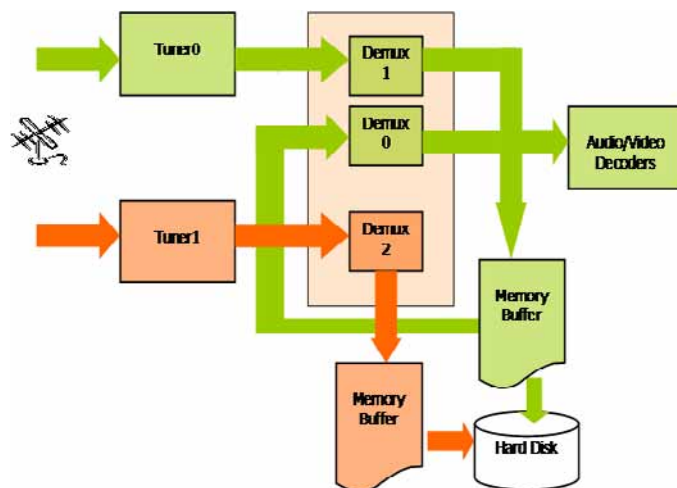 Tuner0
Demux
1
Demux
0
Audio/Video
Decoders
Tuner1
Demux
2
Memory
Buffer
Memory
Buffer
Hard Disk